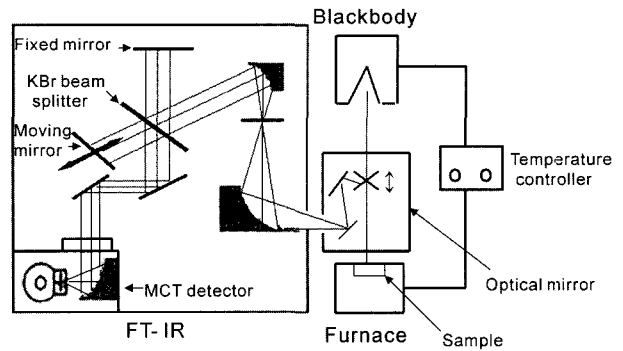 Blackbody
Fixed mirror
KBr beam
splitter
Moving
mirror
Temperature
controller
Optical mirror
MCT detector
FT-IR
Furnace
Sample